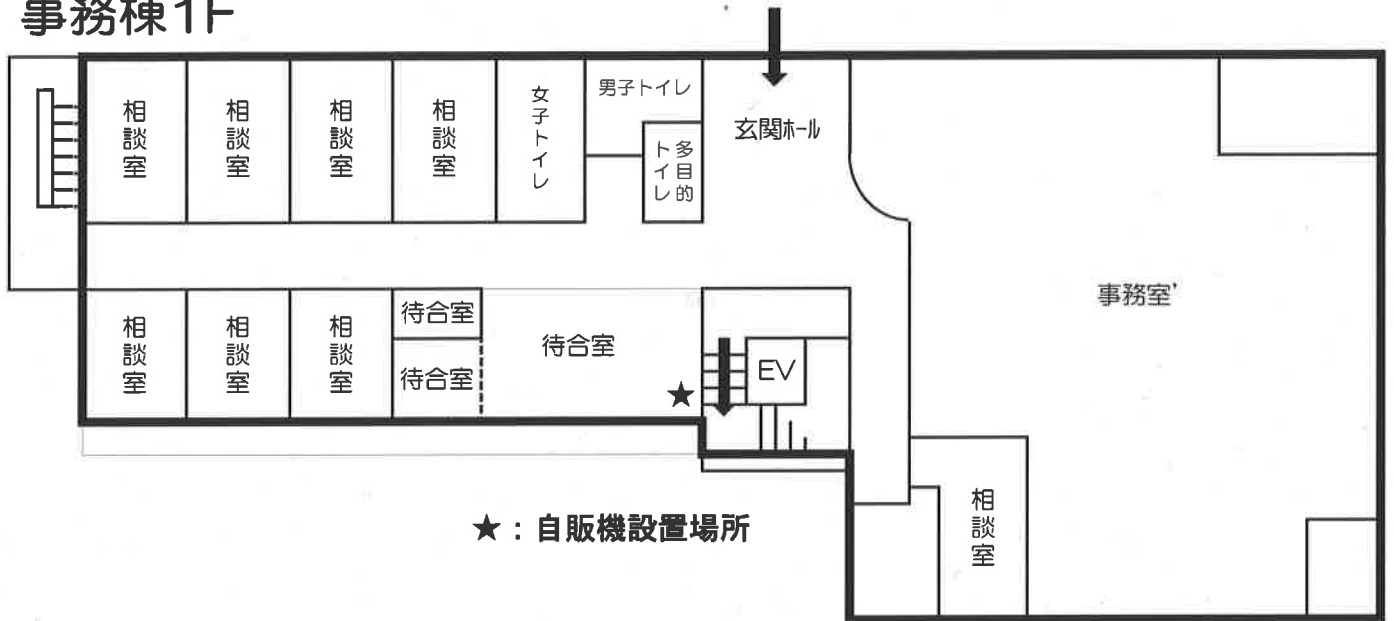 事務棟1F
相談室
相談室
相談室
相談室
女子トイレ
男子トイレ
多目的
トイレ
玄関ホール
相談室
相談室
相談室
待合室
待合室
待合室
EV
事務室
相談室
★：自販機設置場所